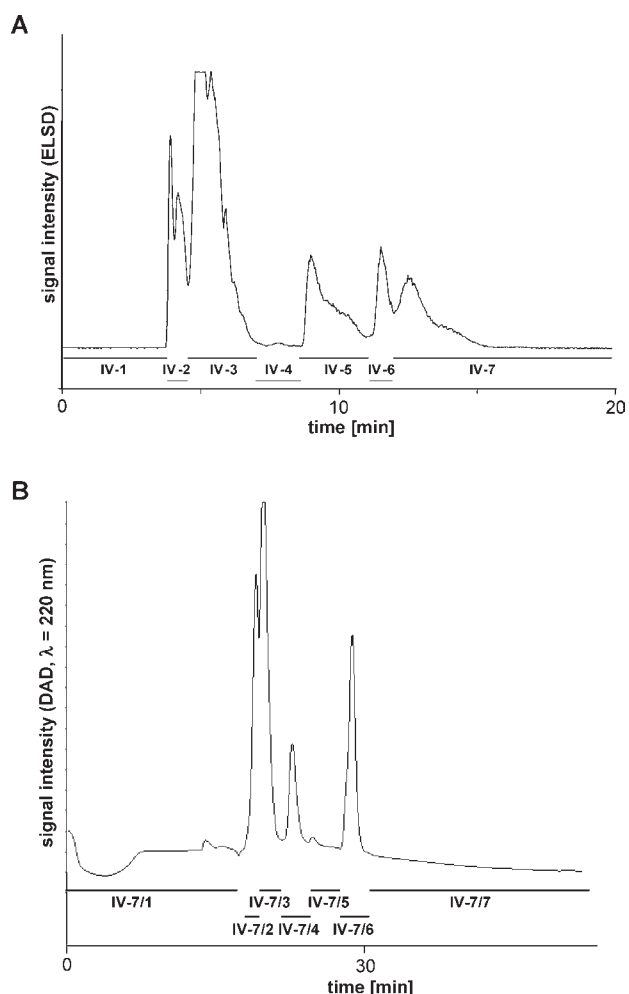 A
signal intensity (ELSD)
IV-1 IV-2 IV-3 IV-4 IV-5 IV-6 IV-7
0 10 20
time [min]
B
signal intensity (DAD, λ = 220 nm)
IV-7/1 IV-7/3 IV-7/5 IV-7/7
IV-7/2 IV-7/4 IV-7/6
0 30
time [min]